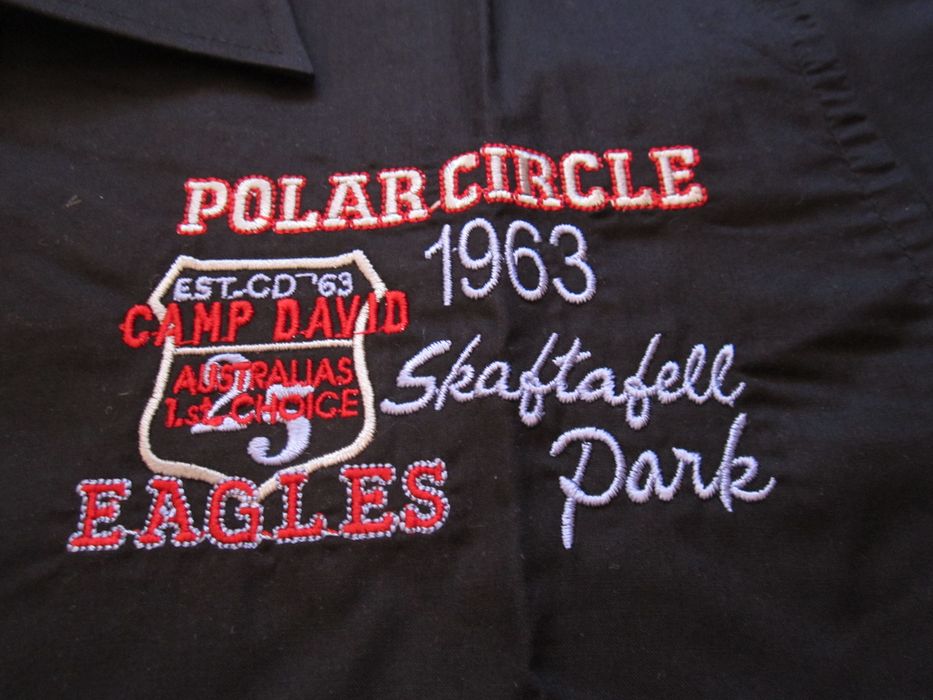 POLAR CIRCLE
1963
EST.CD-'63
CAMP DAVID
AUSTRALIAS
1.st CHOICE
25
EAGLES
Skaftafell
Park